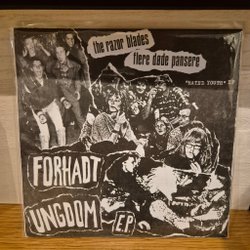 the razor blades
flere døde pansere
"HATED YOUTH" EP
FORHADT
UNGDOM
EP